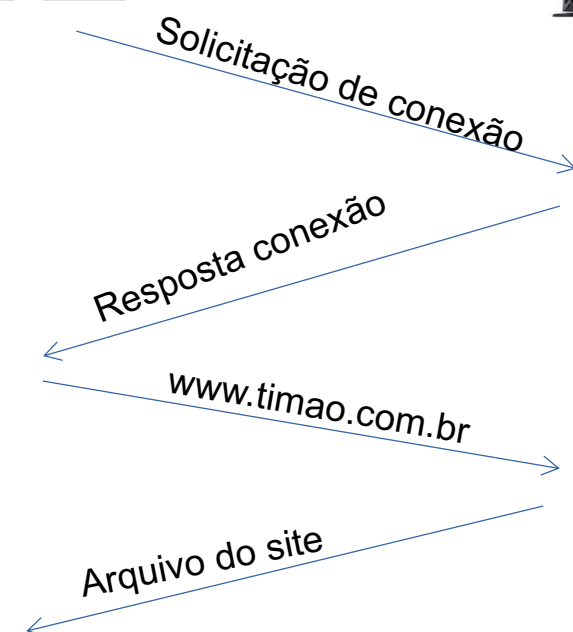 Solicitação de conexão
Resposta conexão
www.timao.com.br
Arquivo do site